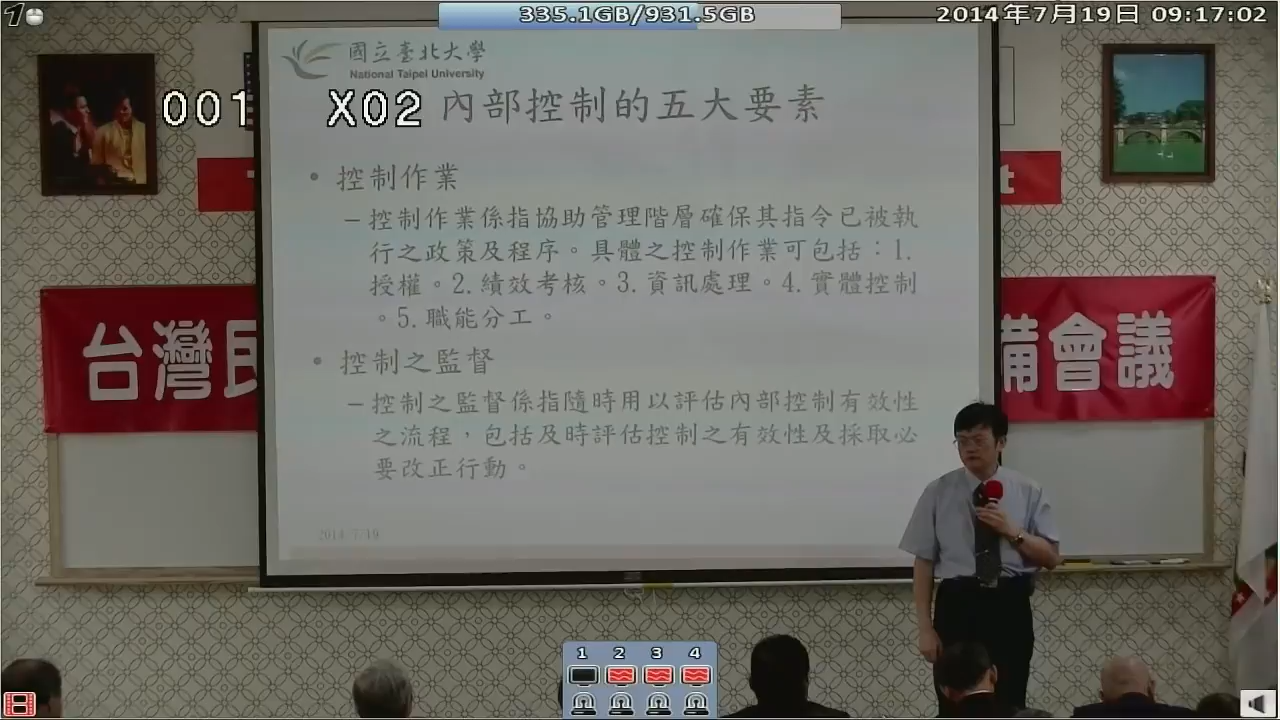 1
335.1GB/931.5GB
2014年7月19日 09:17:02
國立臺北大學
National Taipei University
001
X02
內部控制的五大要素
t
• 控制作業
–控制作業係指協助管理階層確保其指令已被執
行之政策及程序。具體之控制作業可包括：1.
授權。2.績效考核。3.資訊處理。4.實體控制
。5.職能分工。
台灣民
備會議
• 控制之監督
–控制之監督係指隨時用以評估內部控制有效性
之流程，包括及時評估控制之有效性及採取必
要改正行動。
2014/7/19
1 2 3 4